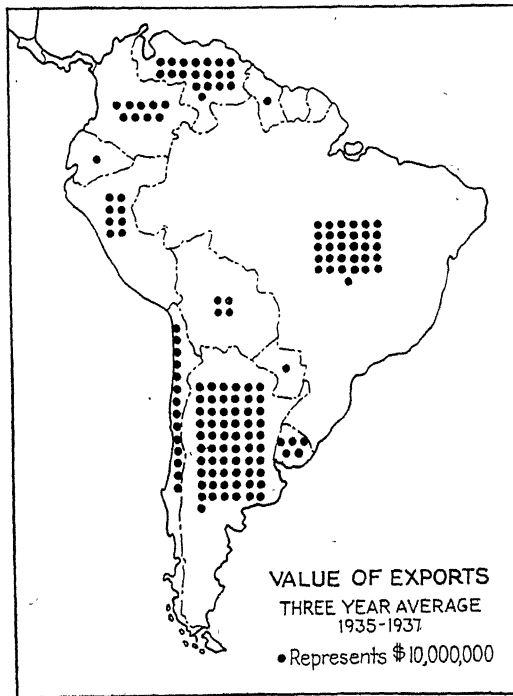 VALUE OF EXPORTS
THREE YEAR AVERAGE
1935-1937
• Represents $10,000,000